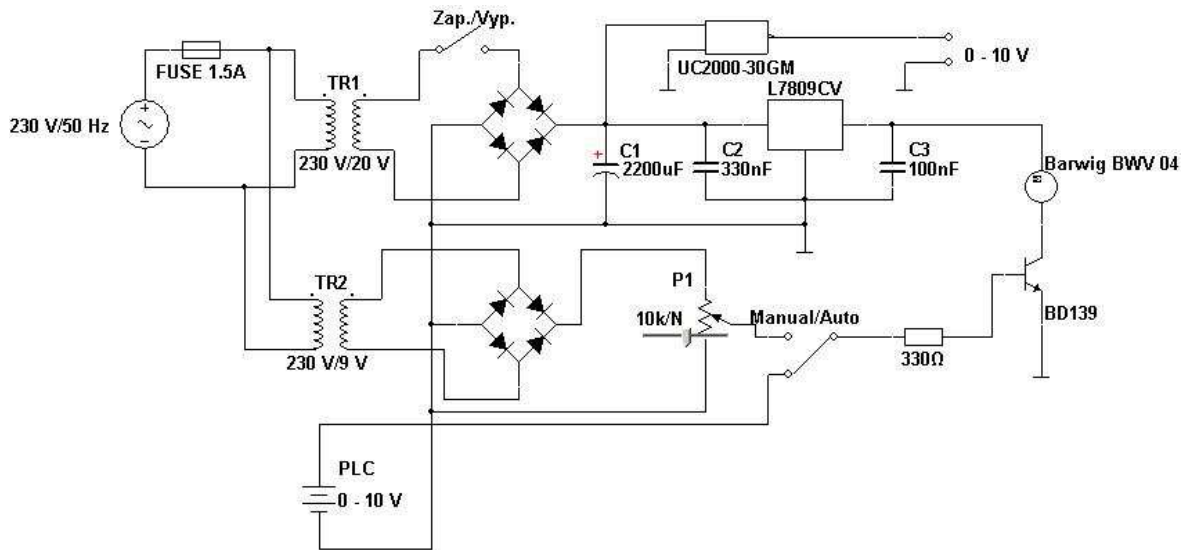 Zap./Vyp.
FUSE 1.5A
TR1
230 V/50 Hz
230 V/20 V
UC2000-30GM
0 - 10 V
L7809CV
+
C1
2200uF
C2
330nF
C3
100nF
Barwig BWV 04
TR2
230 V/9 V
P1
10k/N
Manual/Auto
330Ω
BD139
PLC
0 - 10 V